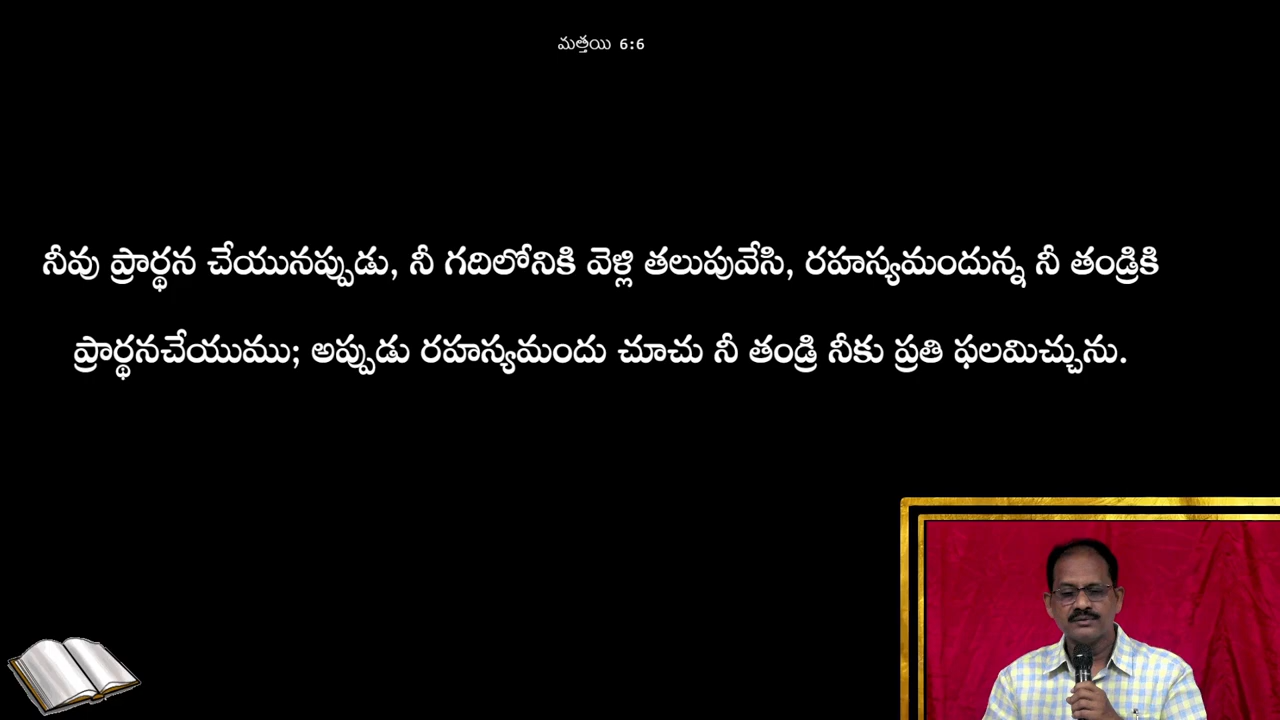 మత్తయి 6:6
నీవు ప్రార్థన చేయునప్పుడు, నీ గదిలోనికి వెళ్లి తలుపువేసి, రహస్యమందున్న నీ తండ్రికి
ప్రార్థనచేయుము; అప్పుడు రహస్యమందు చూచు నీ తండ్రి నీకు ప్రతి ఫలమిచ్చును.